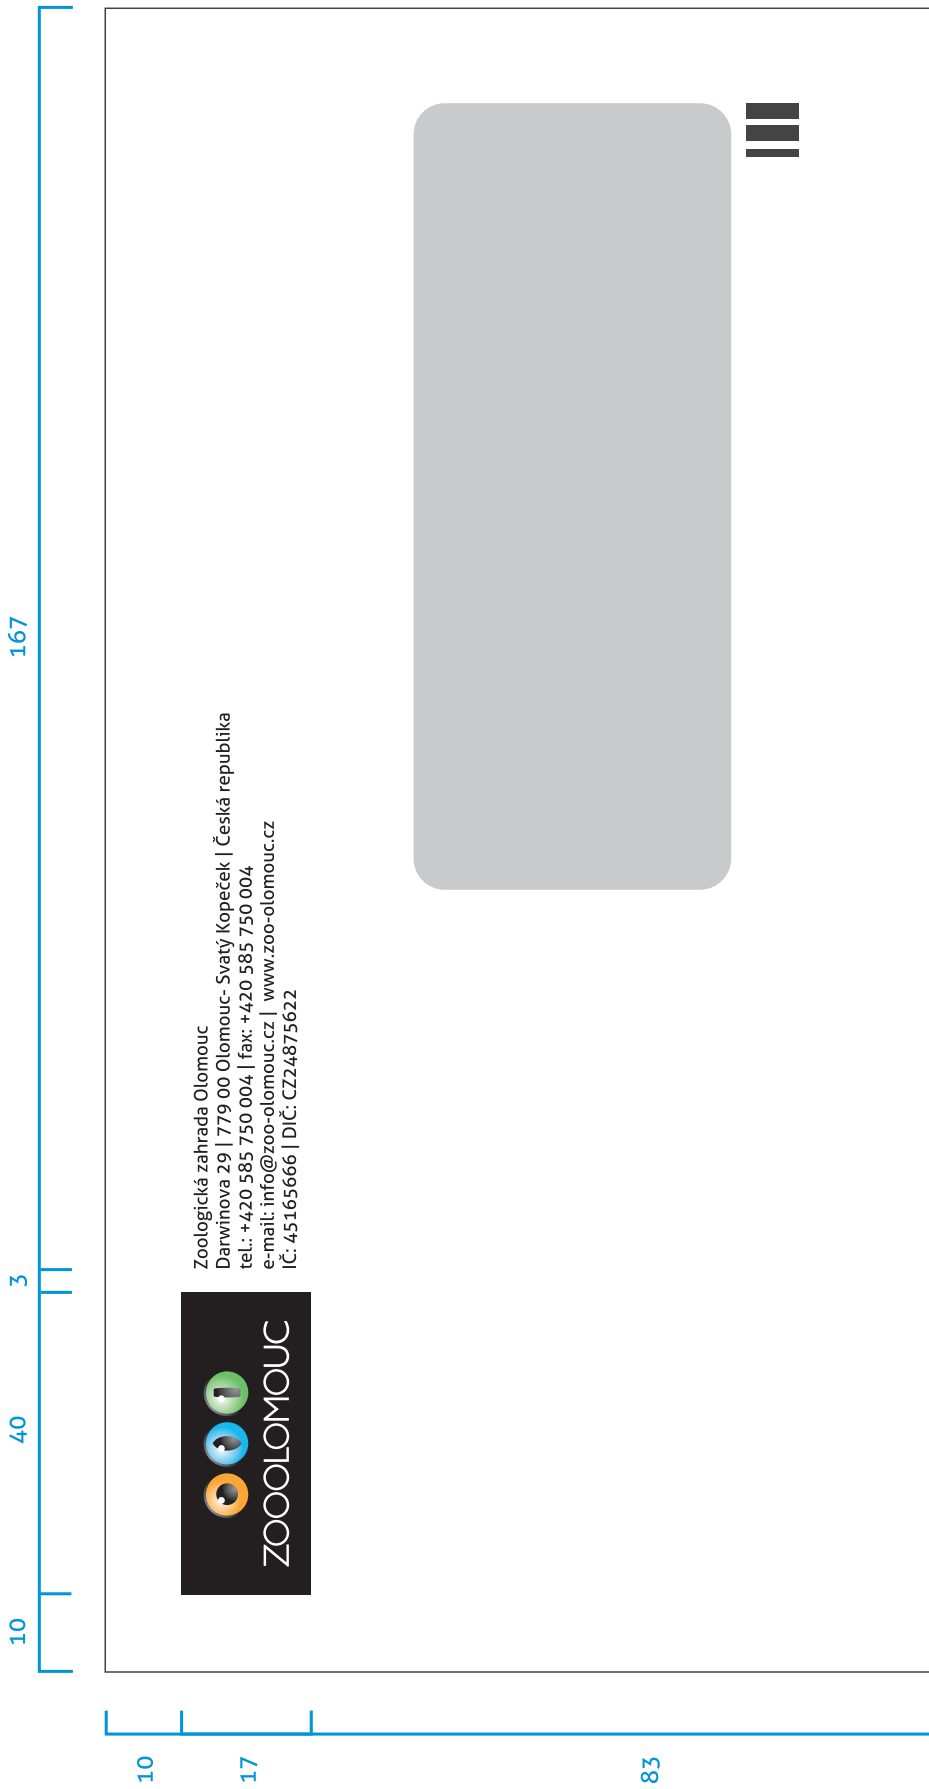 10
40
3
167
ZOOOLOMOUC
Zoologická zahrada Olomouc
Darwinova 29 | 779 00 Olomouc- Svatý Kopeček | Česká republika
tel.: +420 585 750 004 | fax: +420 585 750 004
e-mail: info@zoo-olomouc.cz | www.zoo-olomouc.cz
IČ: 45165666 | DIČ: CZ24875622
10
17
83